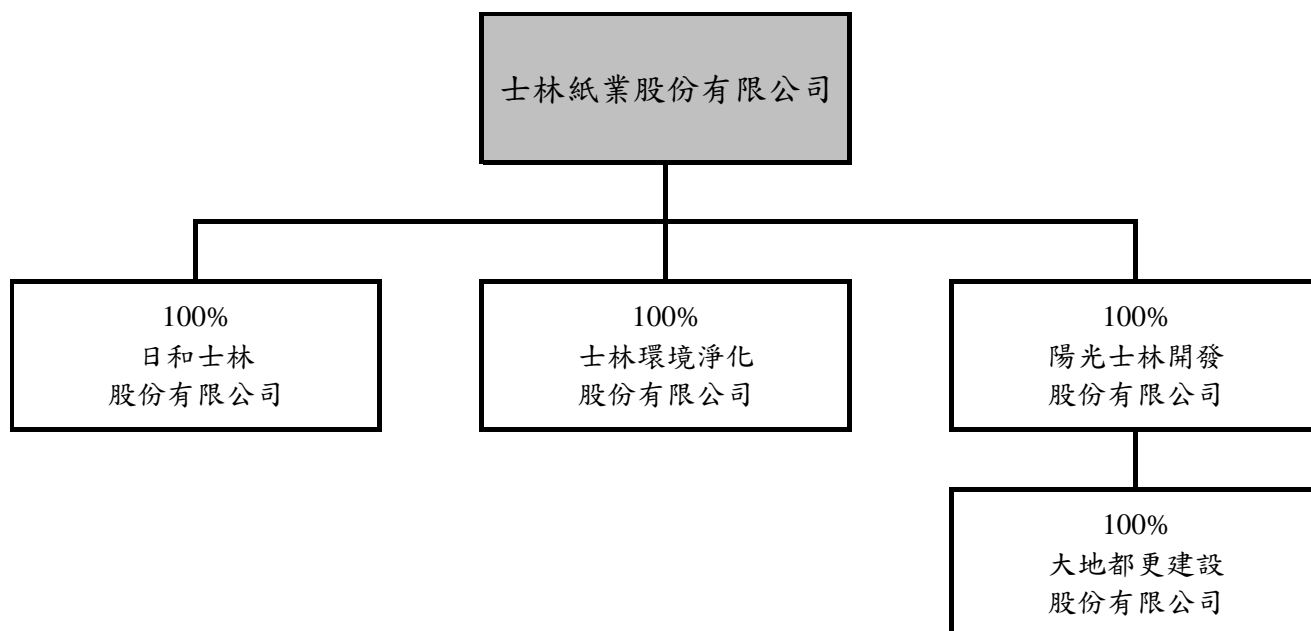 士林紙業股份有限公司
100%
日和士林
股份有限公司
100%
士林環境淨化
股份有限公司
100%
陽光士林開發
股份有限公司
100%
大地都更建設
股份有限公司